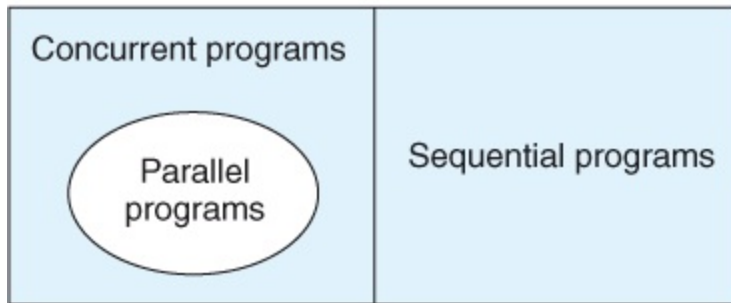 Concurrent programs
Parallel
programs
Sequential programs